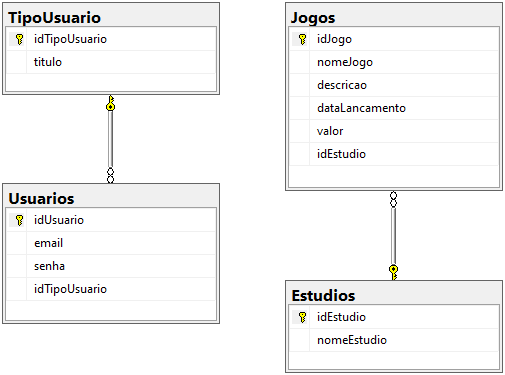 TipoUsuario
idTipoUsuario
titulo
Usuarios
idUsuario
email
senha
idTipoUsuario
Jogos
idJogo
nomeJogo
descricao
dataLancamento
valor
idEstudio
Estudios
idEstudio
nomeEstudio